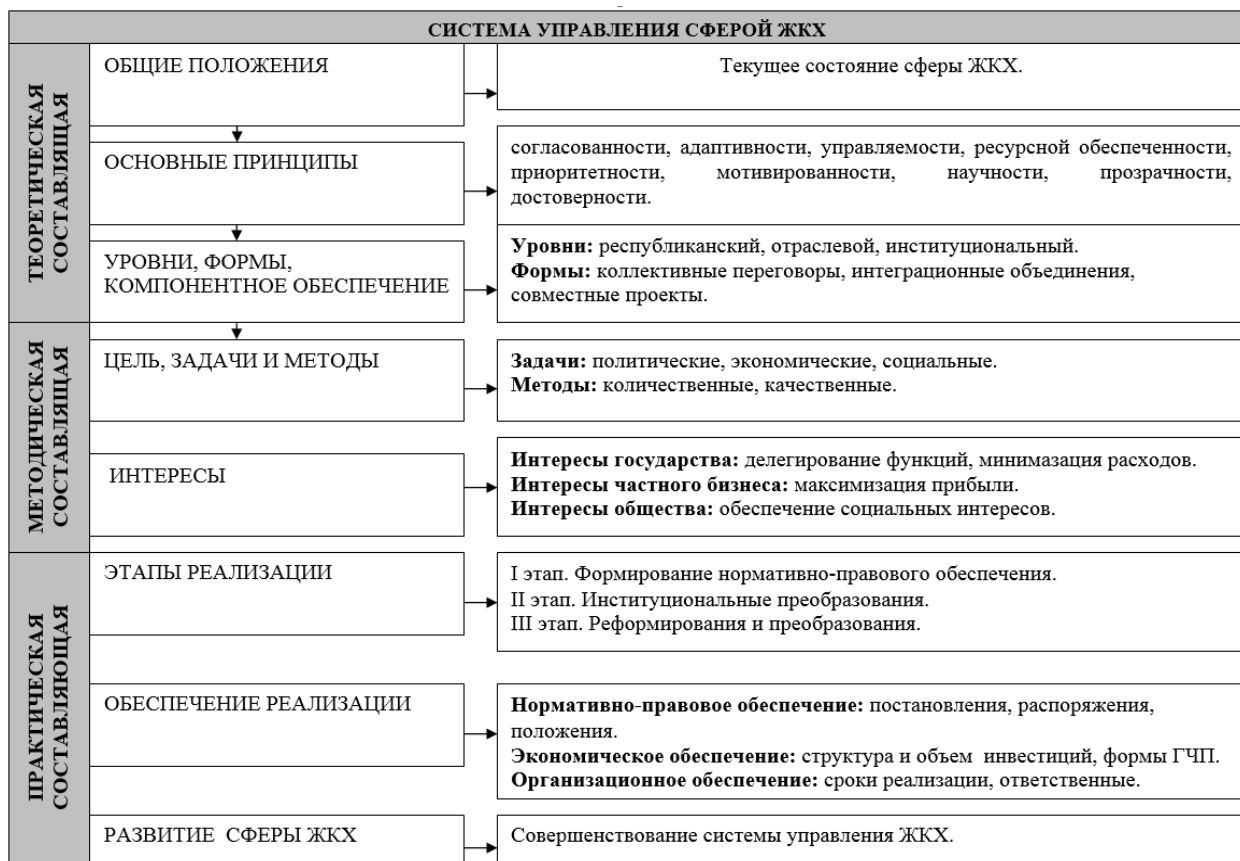 СИСТЕМА УПРАВЛЕНИЯ СФЕРОЙ ЖКХ
ТЕОРЕТИЧЕСКАЯ
СОСТАВЛЯЩАЯ
ОБЩИЕ ПОЛОЖЕНИЯ
Текущее состояние сферы ЖКХ.
ОСНОВНЫЕ ПРИНЦИПЫ
согласованности, адаптивности, управляемости, ресурсной обеспеченности,
приоритетности, мотивированности, научности, прозрачности,
достоверности.
УРОВНИ, ФОРМЫ,
КОМПОНЕНТНОЕ ОБЕСПЕЧЕНИЕ
Уровни: республиканский, отраслевой, институциональный.
Формы: коллективные переговоры, интеграционные объединения,
совместные проекты.
МЕТОДИЧЕСКАЯ
СОСТАВЛЯЩАЯ
ЦЕЛЬ, ЗАДАЧИ И МЕТОДЫ
Задачи: политические, экономические, социальные.
Методы: количественные, качественные.
ИНТЕРЕСЫ
Интересы государства: делегирование функций, минимазация расходов.
Интересы частного бизнеса: максимизация прибыли.
Интересы общества: обеспечение социальных интересов.
ПРАКТИЧЕСКАЯ
СОСТАВЛЯЮЩАЯ
ЭТАПЫ РЕАЛИЗАЦИИ
I этап. Формирование нормативно-правового обеспечения.
II этап. Институциональные преобразования.
III этап. Реформирования и преобразования.
ОБЕСПЕЧЕНИЕ РЕАЛИЗАЦИИ
Нормативно-правовое обеспечение: постановления, распоряжения,
положения.
Экономическое обеспечение: структура и объем инвестиций, формы ГЧП.
Организационное обеспечение: сроки реализации, ответственные.
РАЗВИТИЕ СФЕРЫ ЖКХ
Совершенствование системы управления ЖКХ.